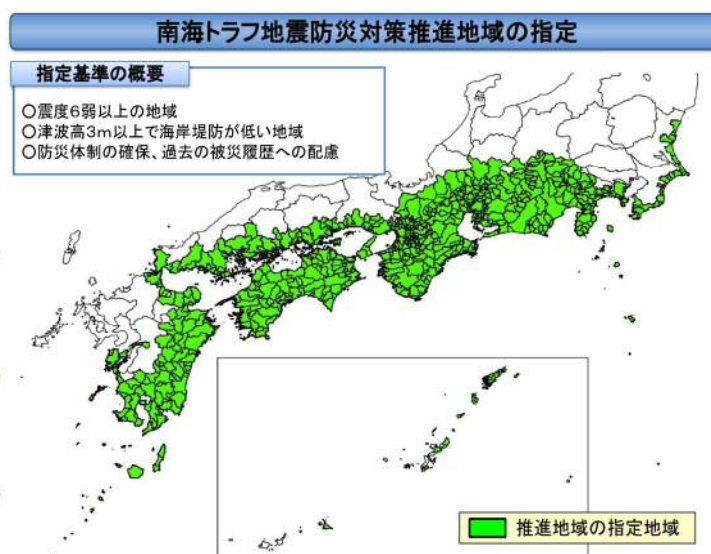 南海トラフ地震防災対策推進地域の指定
指定基準の概要
○震度6弱以上の地域
○津波高3m以上で海岸堤防が低い地域
○防災体制の確保、過去の被災履歴への配慮
推進地域の指定地域